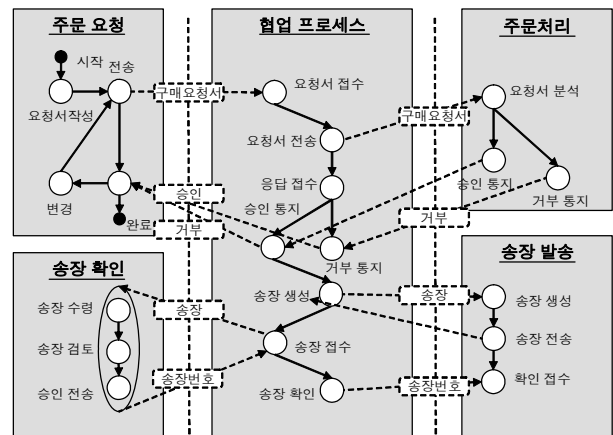 주문 요청
협업 프로세스
주문처리
시작
전송
요청서작성
변경
완료
구매요청서
승인
거부
요청서 접수
요청서 전송
응답 접수
승인 통지
거부 통지
송장 생성
송장 접수
송장 확인
구매요청서
거부
요청서 분석
승인 통지
거부 통지
송장 확인
송장 수령
송장 검토
승인 전송
송장
송장번호
송장
송장번호
송장 발송
송장 생성
송장 전송
확인 접수